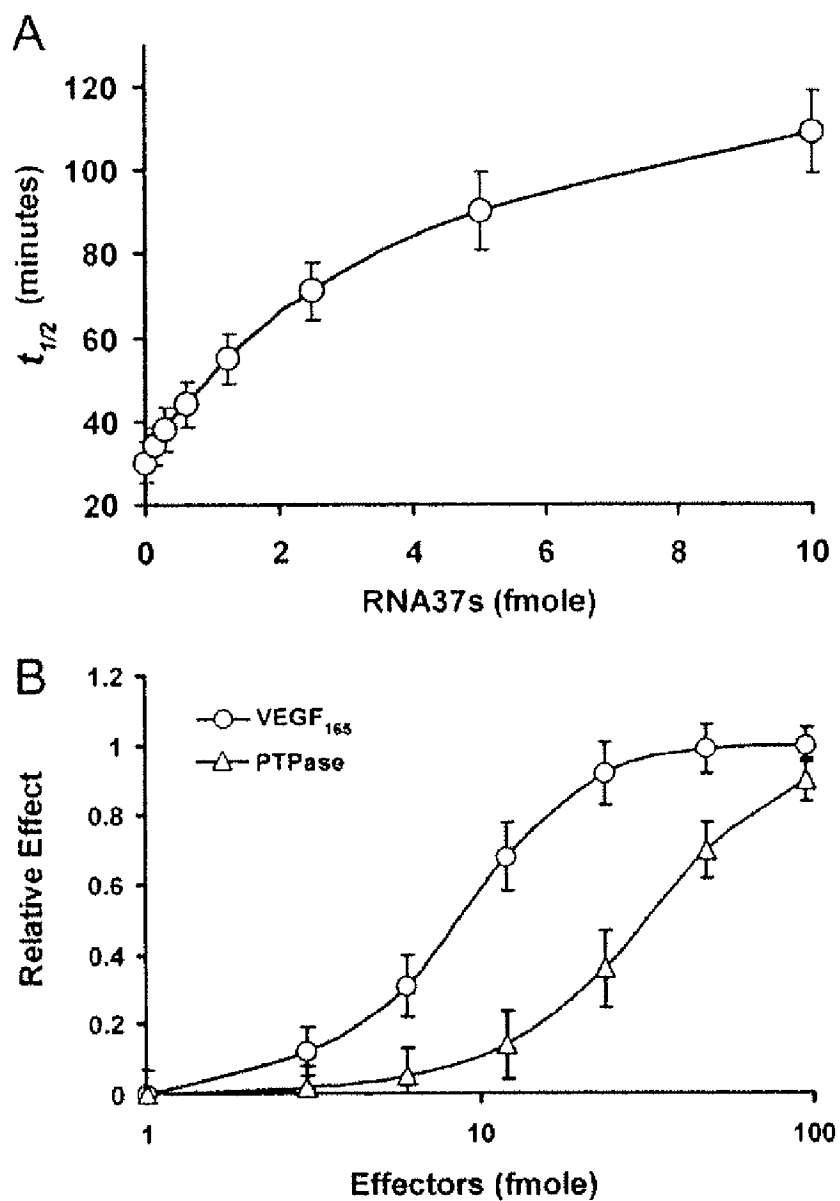 A
120
100
80
60
40
20
t1/2 (minutes)
0 2 4 6 8 10
RNA37s (fmole)
B
1.2
1
0.8
0.6
0.4
0.2
0
Relative Effect
VEGF165
PTPase
1 10 100
Effectors (fmole)